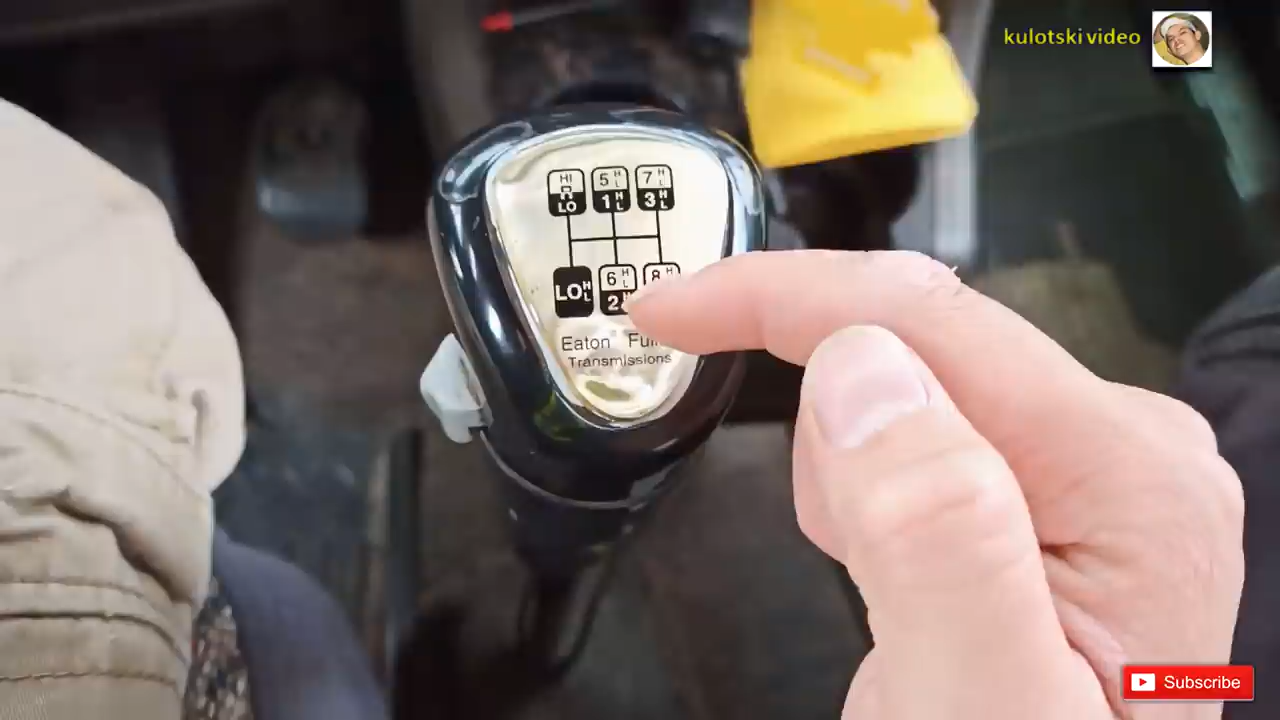 kulotski video
HI
R
LO
5 H L
1 H L
7 H L
3 H L
LO H L
6 H L
2 H
8 H
Eaton
Transmissions
Subscribe